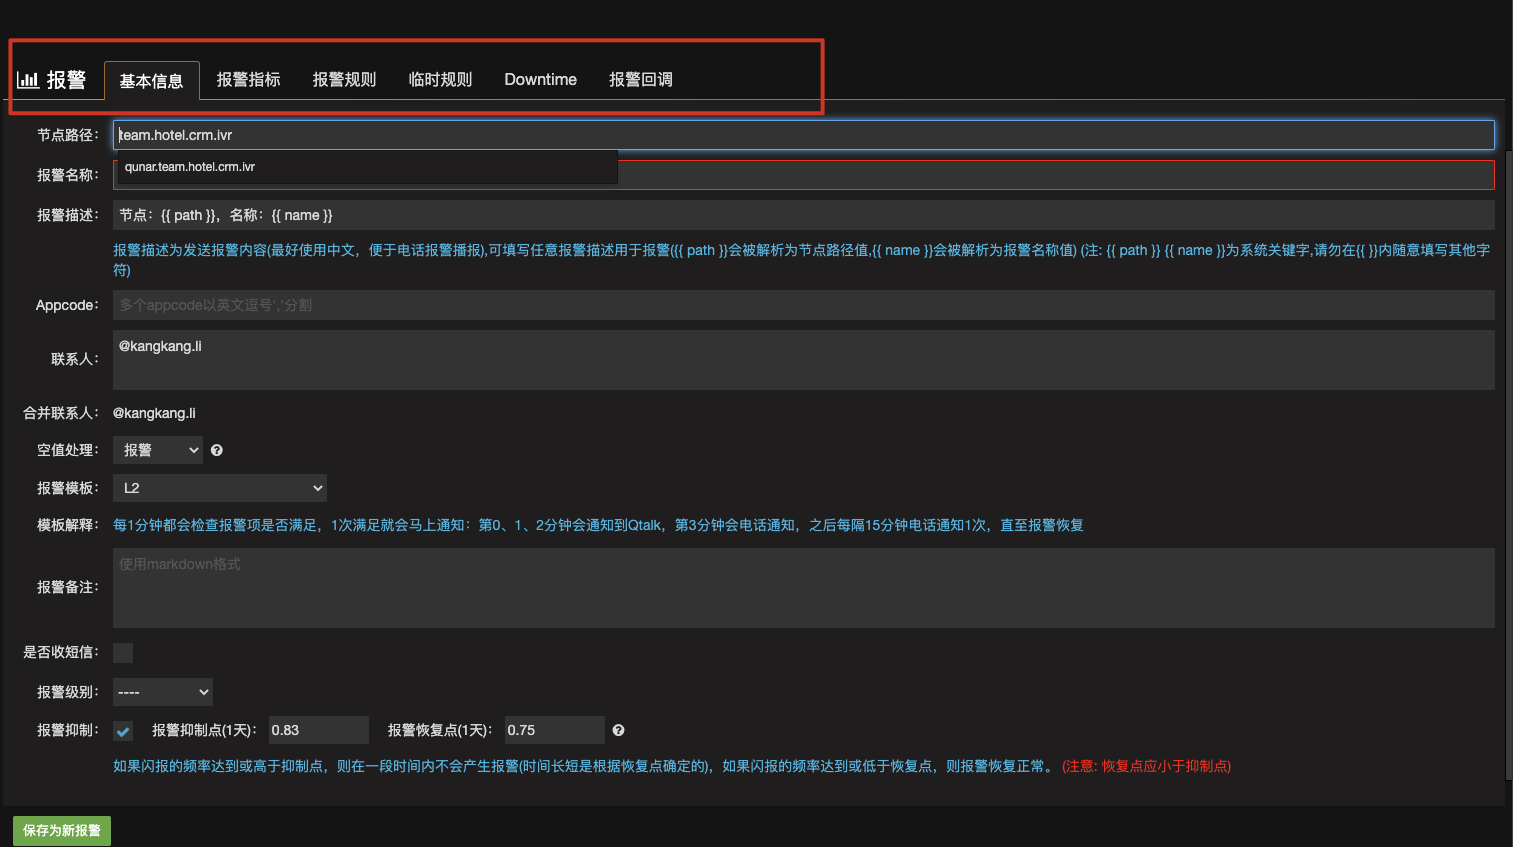 报警 基本信息 报警指标 报警规则 临时规则 Downtime 报警回调
节点路径： team.hotel.crm.ivr
qunar.team.hotel.crm.ivr
报警名称：
报警描述： 节点：{{ path }}，名称：{{ name }}
报警描述为发送报警内容(最好使用中文，便于电话报警播报),可填写任意报警描述用于报警({{ path }}会被解析为节点路径值,{{ name }}会被解析为报警名称值) (注: {{ path }} {{ name }}为系统关键字,请勿在{{ }}内随意填写其他字
符)
Appcode： 多个appcode以英文逗号','分割
联系人： @kangkang.li
合并联系人： @kangkang.li
空值处理： 报警
报警模板： L2
模板解释： 每1分钟都会检查报警项是否满足，1次满足就会马上通知：第0、1、2分钟会通知到Qtalk，第3分钟会电话通知，之后每隔15分钟电话通知1次，直至报警恢复
报警备注： 使用markdown格式
是否收短信：
报警级别： ----
报警抑制： 报警抑制点(1天)： 0.83 报警恢复点(1天)： 0.75
如果闪报的频率达到或高于抑制点，则在一段时间内不会产生报警(时间长短是根据恢复点确定的)，如果闪报的频率达到或低于恢复点，则报警恢复正常。 (注意: 恢复点应小于抑制点)
保存为新报警